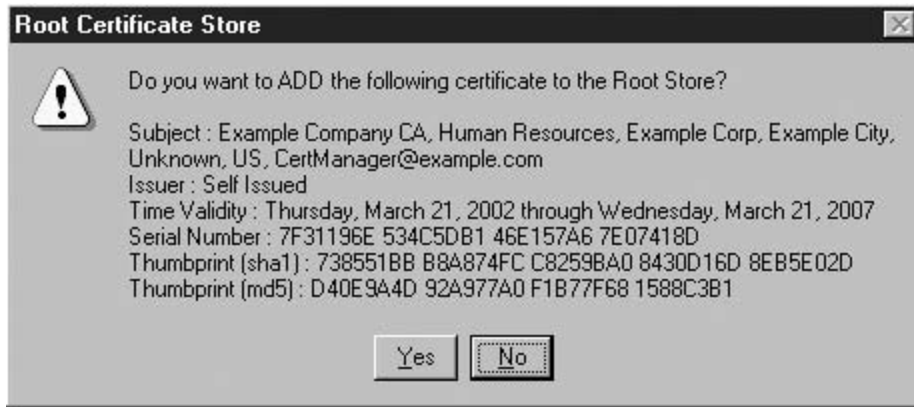 Root Certificate Store
Do you want to ADD the following certificate to the Root Store?
Subject : Example Company CA, Human Resources, Example Corp, Example City,
Unknown, US, CertManager@example.com
Issuer : Self Issued
Time Validity : Thursday, March 21, 2002 through Wednesday, March 21, 2007
Serial Number : 7F31196E 534C5DB1 46E157A6 7E07418D
Thumbprint (sha1) : 738551BB B8A874FC C8259BA0 8430D16D 8EB5E02D
Thumbprint (md5) : D40E9A4D 92A977A0 F1B77F68 1588C3B1
Yes No